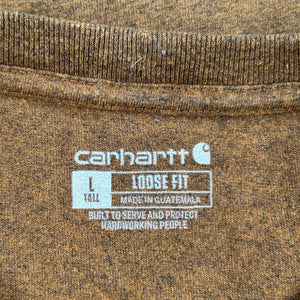 carhartt
L
TALL
LOOSE FIT
MADE IN GUATEMALA
BUILT TO SERVE AND PROTECT
HARDWORKING PEOPLE